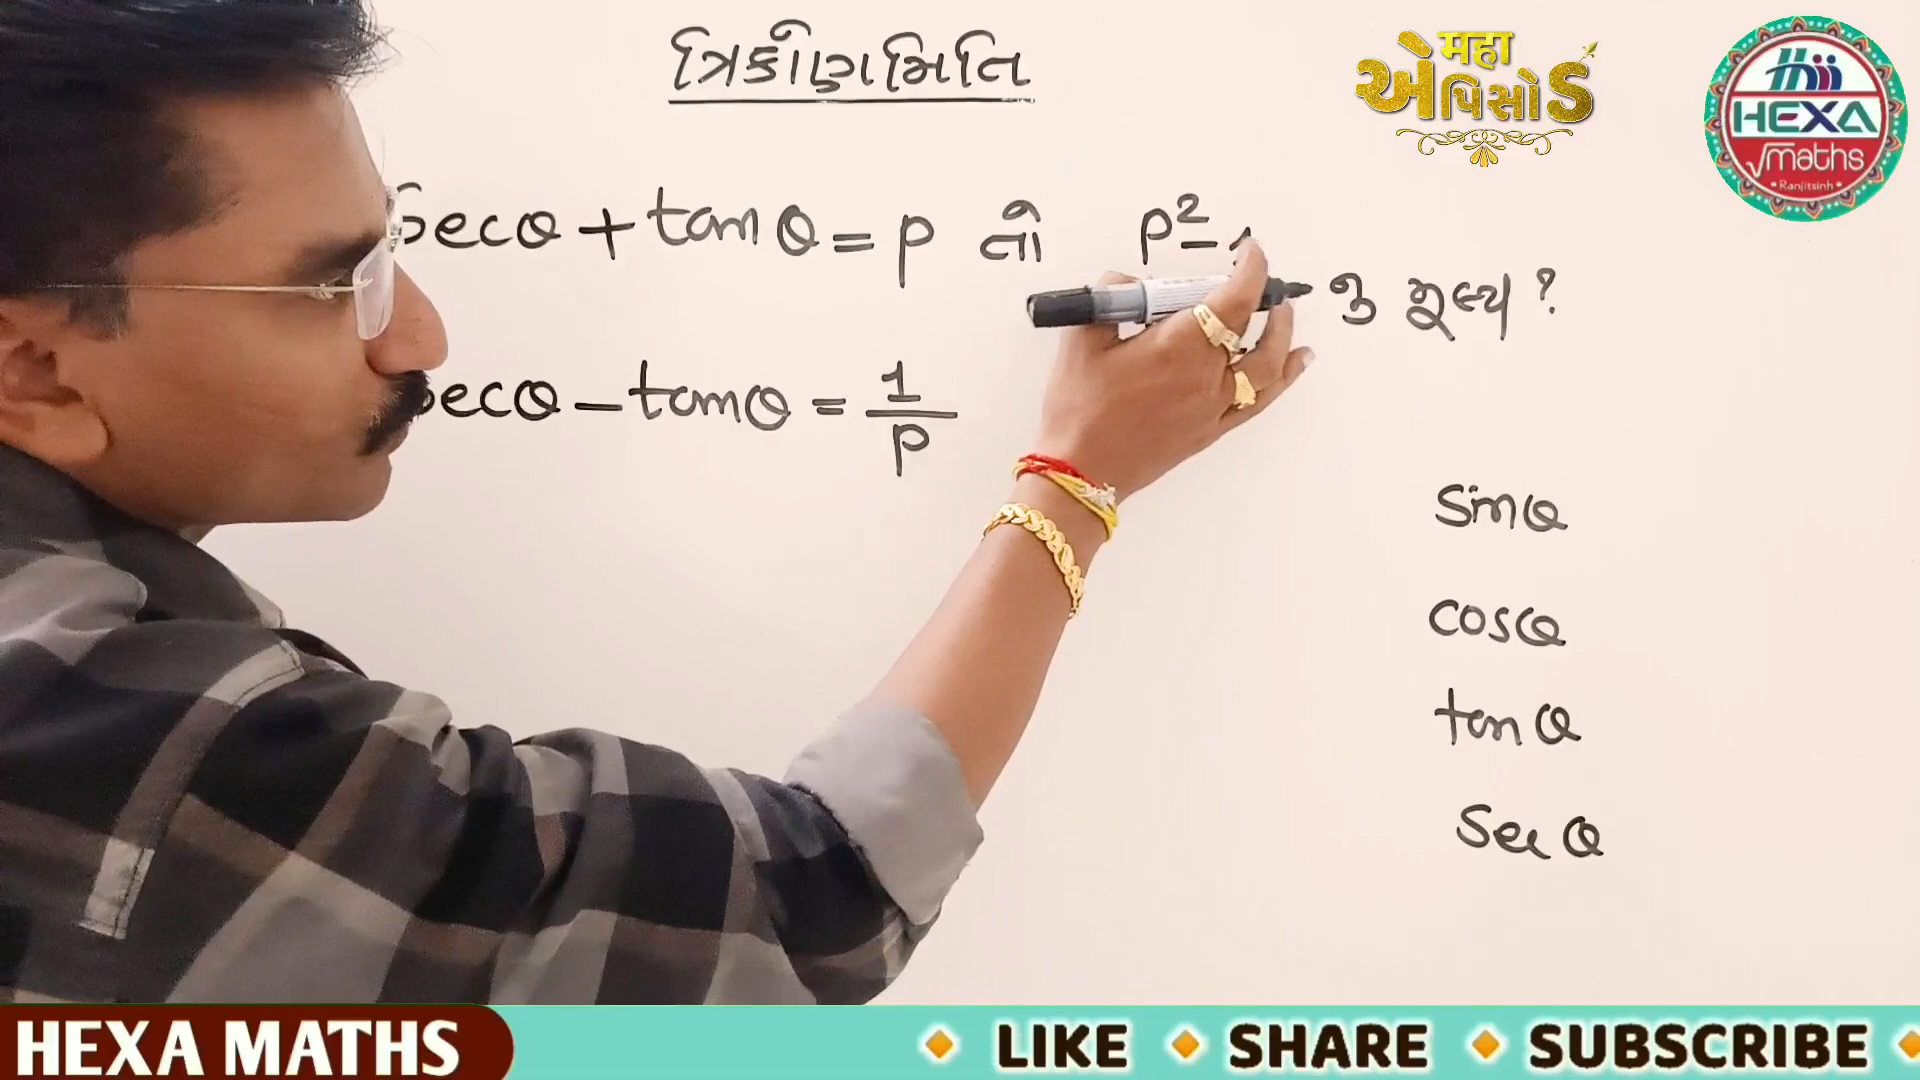 ત્રિકોણમિતિ
મહા
એપિસોડ
HEXA
√maths
Ranjitsinh
Secθ + tanθ = p તો p² - 1
નું મૂલ્ય ?
Secθ - tanθ = 1/p
Sinθ
cosθ
tanθ
Secθ
HEXA MATHS
LIKE SHARE SUBSCRIBE